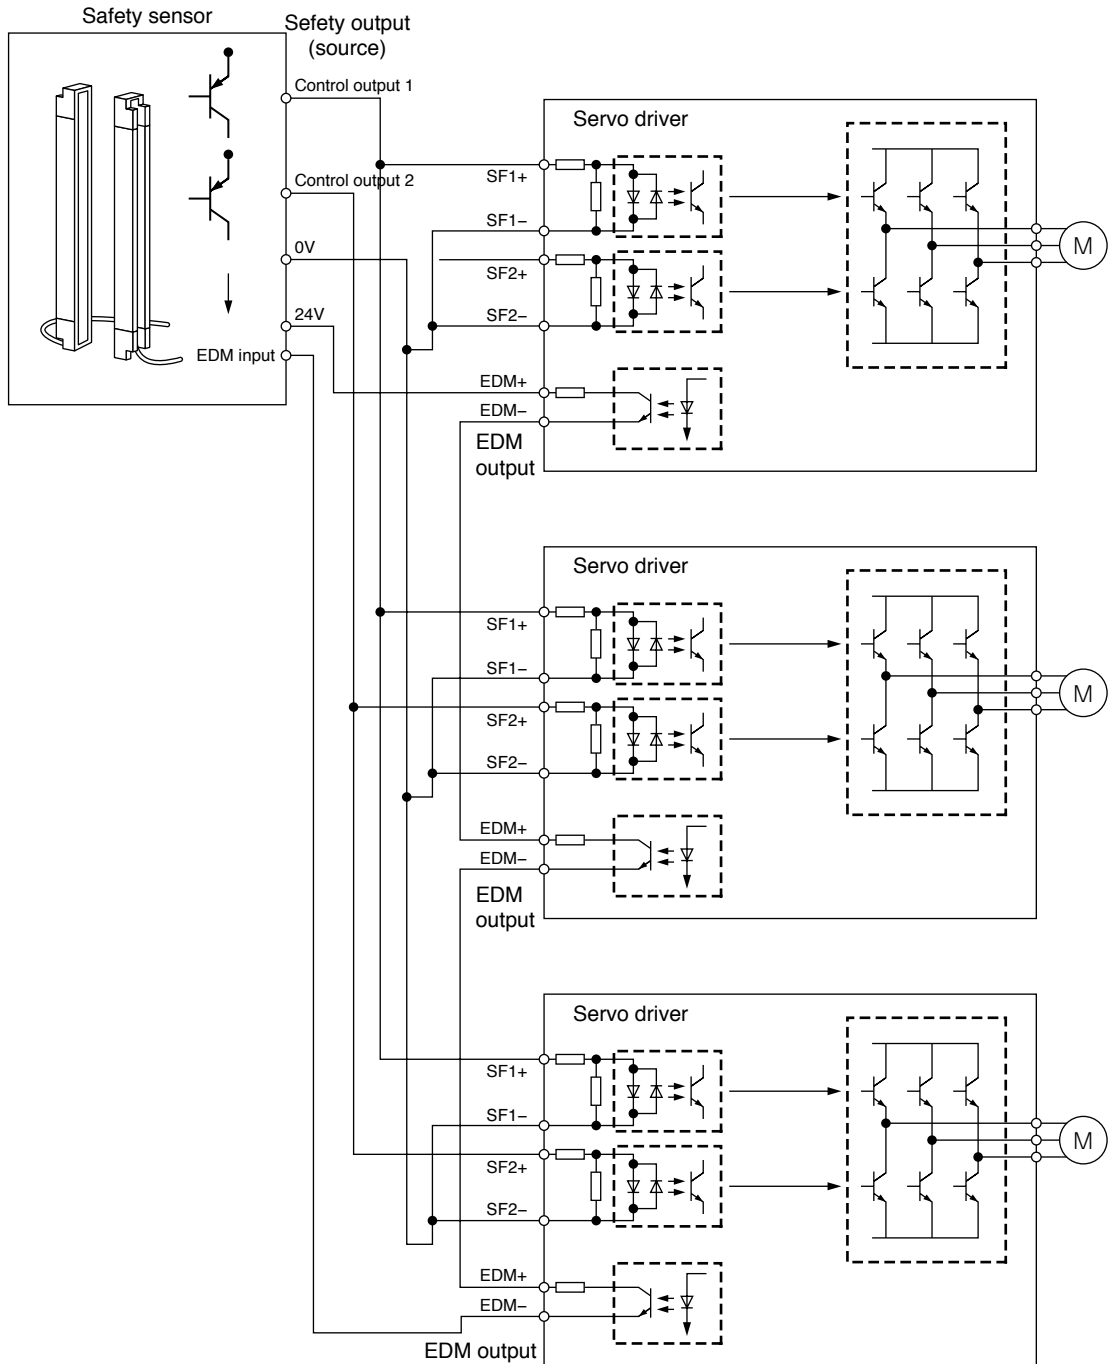 Safety sensor
Sefety output
(source)
Control output 1
Control output 2
0V
24V
EDM input
Servo driver
SF1+
SF1−
SF2+
SF2−
EDM+
EDM−
EDM
output
M
Servo driver
SF1+
SF1−
SF2+
SF2−
EDM+
EDM−
EDM
output
M
Servo driver
SF1+
SF1−
SF2+
SF2−
EDM+
EDM−
EDM output
M